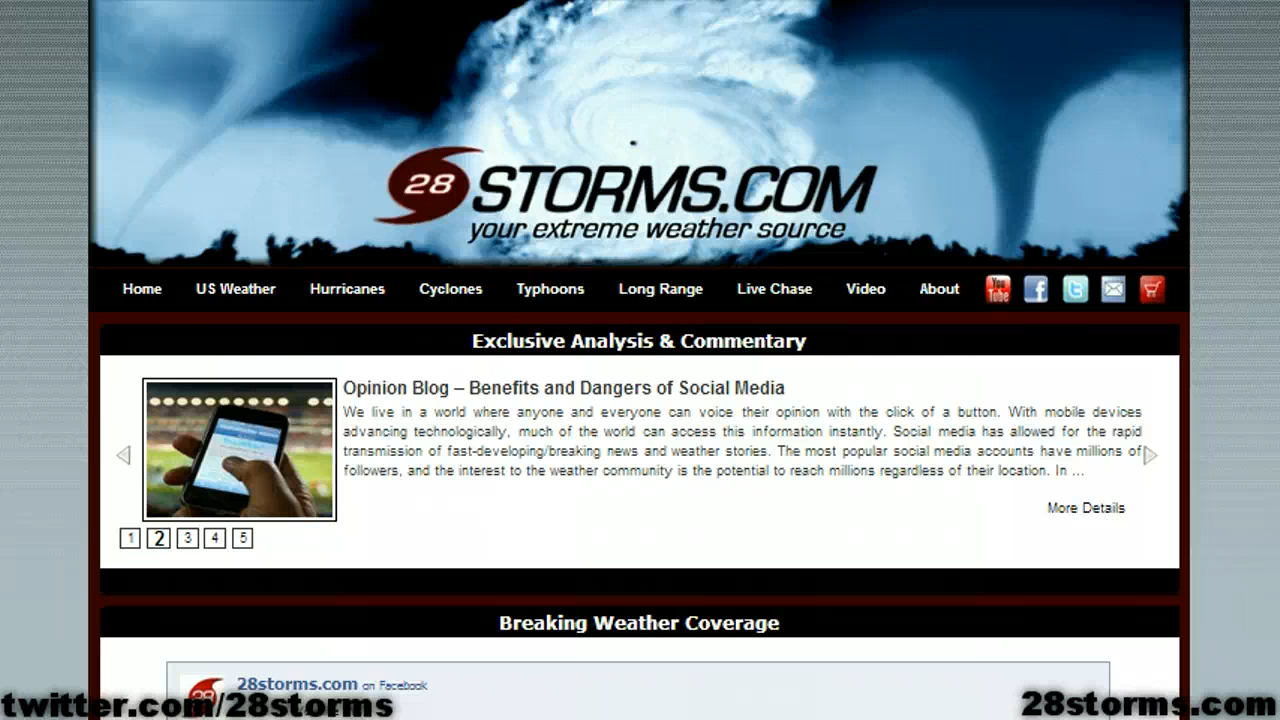 28 STORMS.COM
your extreme weather source
Home US Weather Hurricanes Cyclones Typhoons Long Range Live Chase Video About You Tube f t
Exclusive Analysis & Commentary
Opinion Blog – Benefits and Dangers of Social Media
We live in a world where anyone and everyone can voice their opinion with the click of a button. With mobile devices
advancing technologically, much of the world can access this information instantly. Social media has allowed for the rapid
transmission of fast-developing/breaking news and weather stories. The most popular social media accounts have millions of
followers, and the interest to the weather community is the potential to reach millions regardless of their location. In ...
More Details
1 2 3 4 5
Breaking Weather Coverage
28 28storms.com on Facebook
twitter.com/28storms 28storms.com